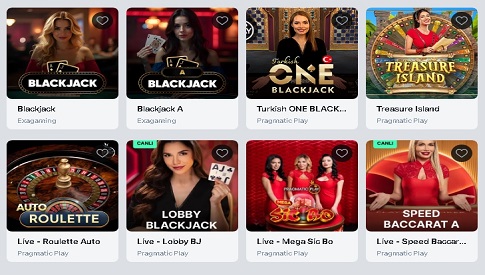 BLACKJACK
A
BLACKJACK
Turkish
ONE
BLACKJACK
TREASURE
ISLAND
Blackjack
Exagaming
Blackjack A
Exagaming
Turkish ONE BLACK...
Pragmatic Play
Treasure Island
Pragmatic Play
AUTO
ROULETTE
CANLI
LOBBY
BLACKJACK
PRAGMATIC PLAY
MEGA
SIC BO
CANLI
SPEED
BACCARAT A
Live - Roulette Auto
Pragmatic Play
Live - Lobby BJ
Pragmatic Play
Live - Mega Sic Bo
Pragmatic Play
Live - Speed Baccar...
Pragmatic Play